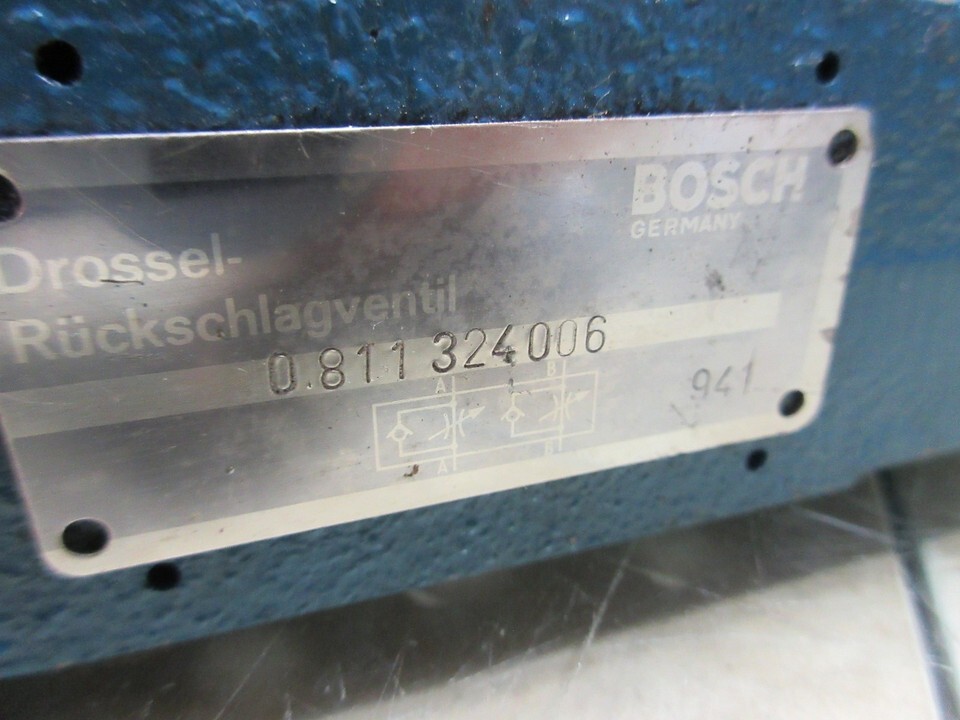 BOSCH
GERMANY
Drossel-
Rückschlagventil
0.811 324 006
941
A B
A B